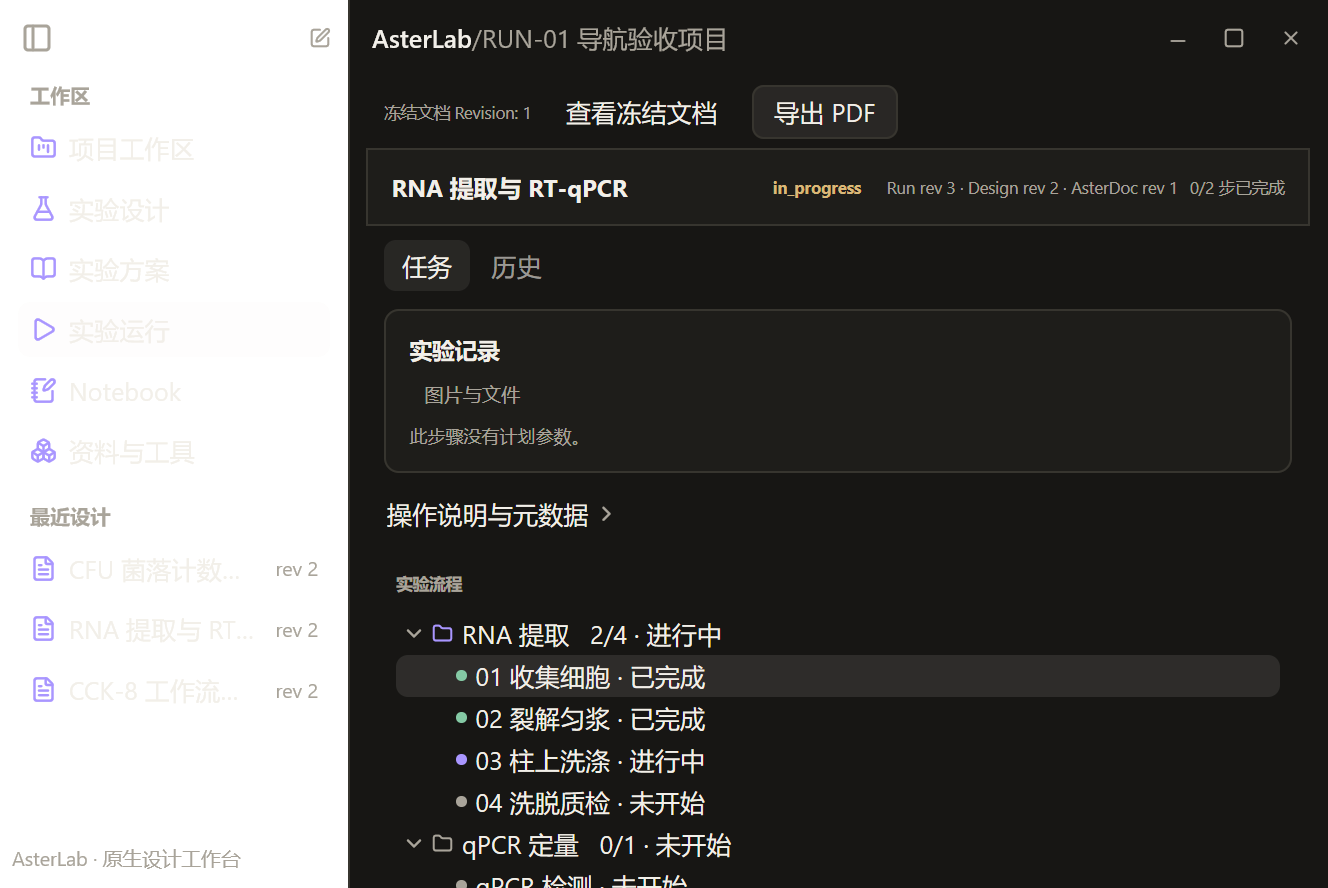 AsterLab/RUN-01 导航验收项目
工作区
项目工作区
实验设计
实验方案
实验运行
Notebook
资料与工具
最近设计
CFU 菌落计数... rev 2
RNA 提取与 RT... rev 2
CCK-8 工作流... rev 2
AsterLab · 原生设计工作台
冻结文档 Revision: 1 查看冻结文档 导出 PDF
RNA 提取与 RT-qPCR in_progress Run rev 3 · Design rev 2 · AsterDoc rev 1 0/2 步已完成
任务 历史
实验记录
图片与文件
此步骤没有计划参数。
操作说明与元数据
实验流程
RNA 提取 2/4 · 进行中
01 收集细胞 · 已完成
02 裂解匀浆 · 已完成
03 柱上洗涤 · 进行中
04 洗脱质检 · 未开始
qPCR 定量 0/1 · 未开始
qPCR 检测 · 未开始